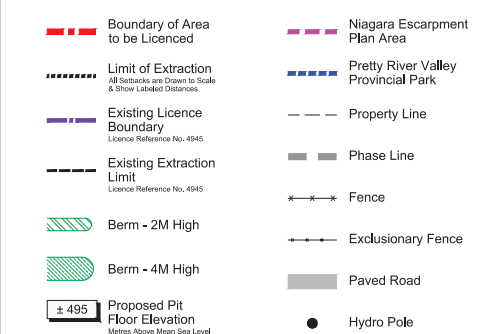 Boundary of Area
to be Licenced
Limit of Extraction
All Setbacks are Drawn to Scale
& Show Labeled Distances
Existing Licence
Boundary
Licence Reference No. 4945
Existing Extraction
Limit
Licence Reference No. 4945
Berm - 2M High
Berm - 4M High
± 495
Proposed Pit
Floor Elevation
Metres Above Mean Sea Level
Niagara Escarpment
Plan Area
Pretty River Valley
Provincial Park
Property Line
Phase Line
Fence
Exclusionary Fence
Paved Road
Hydro Pole